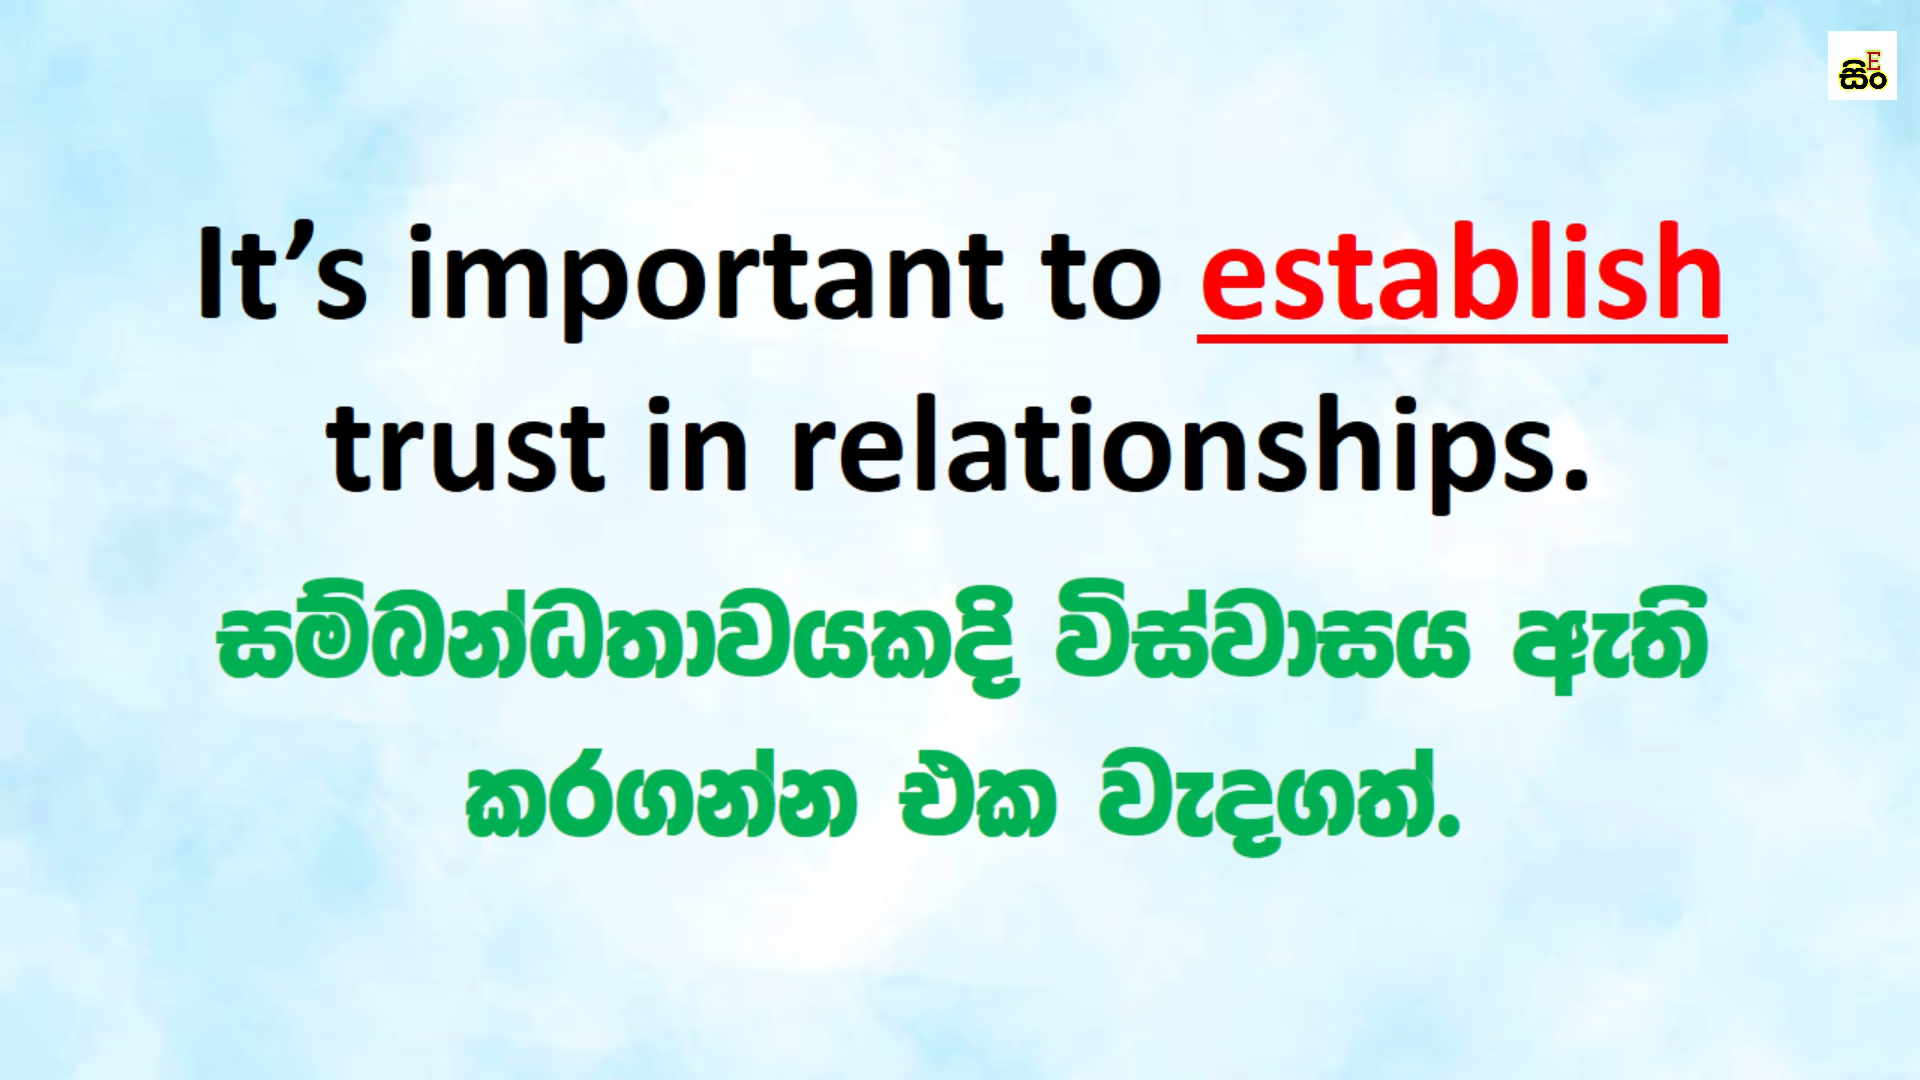 සිං
E
It’s important to establish
trust in relationships.
සම්බන්ධතාවයකදි විස්වාසය ඇති
කරගන්න එක වැදගත්.